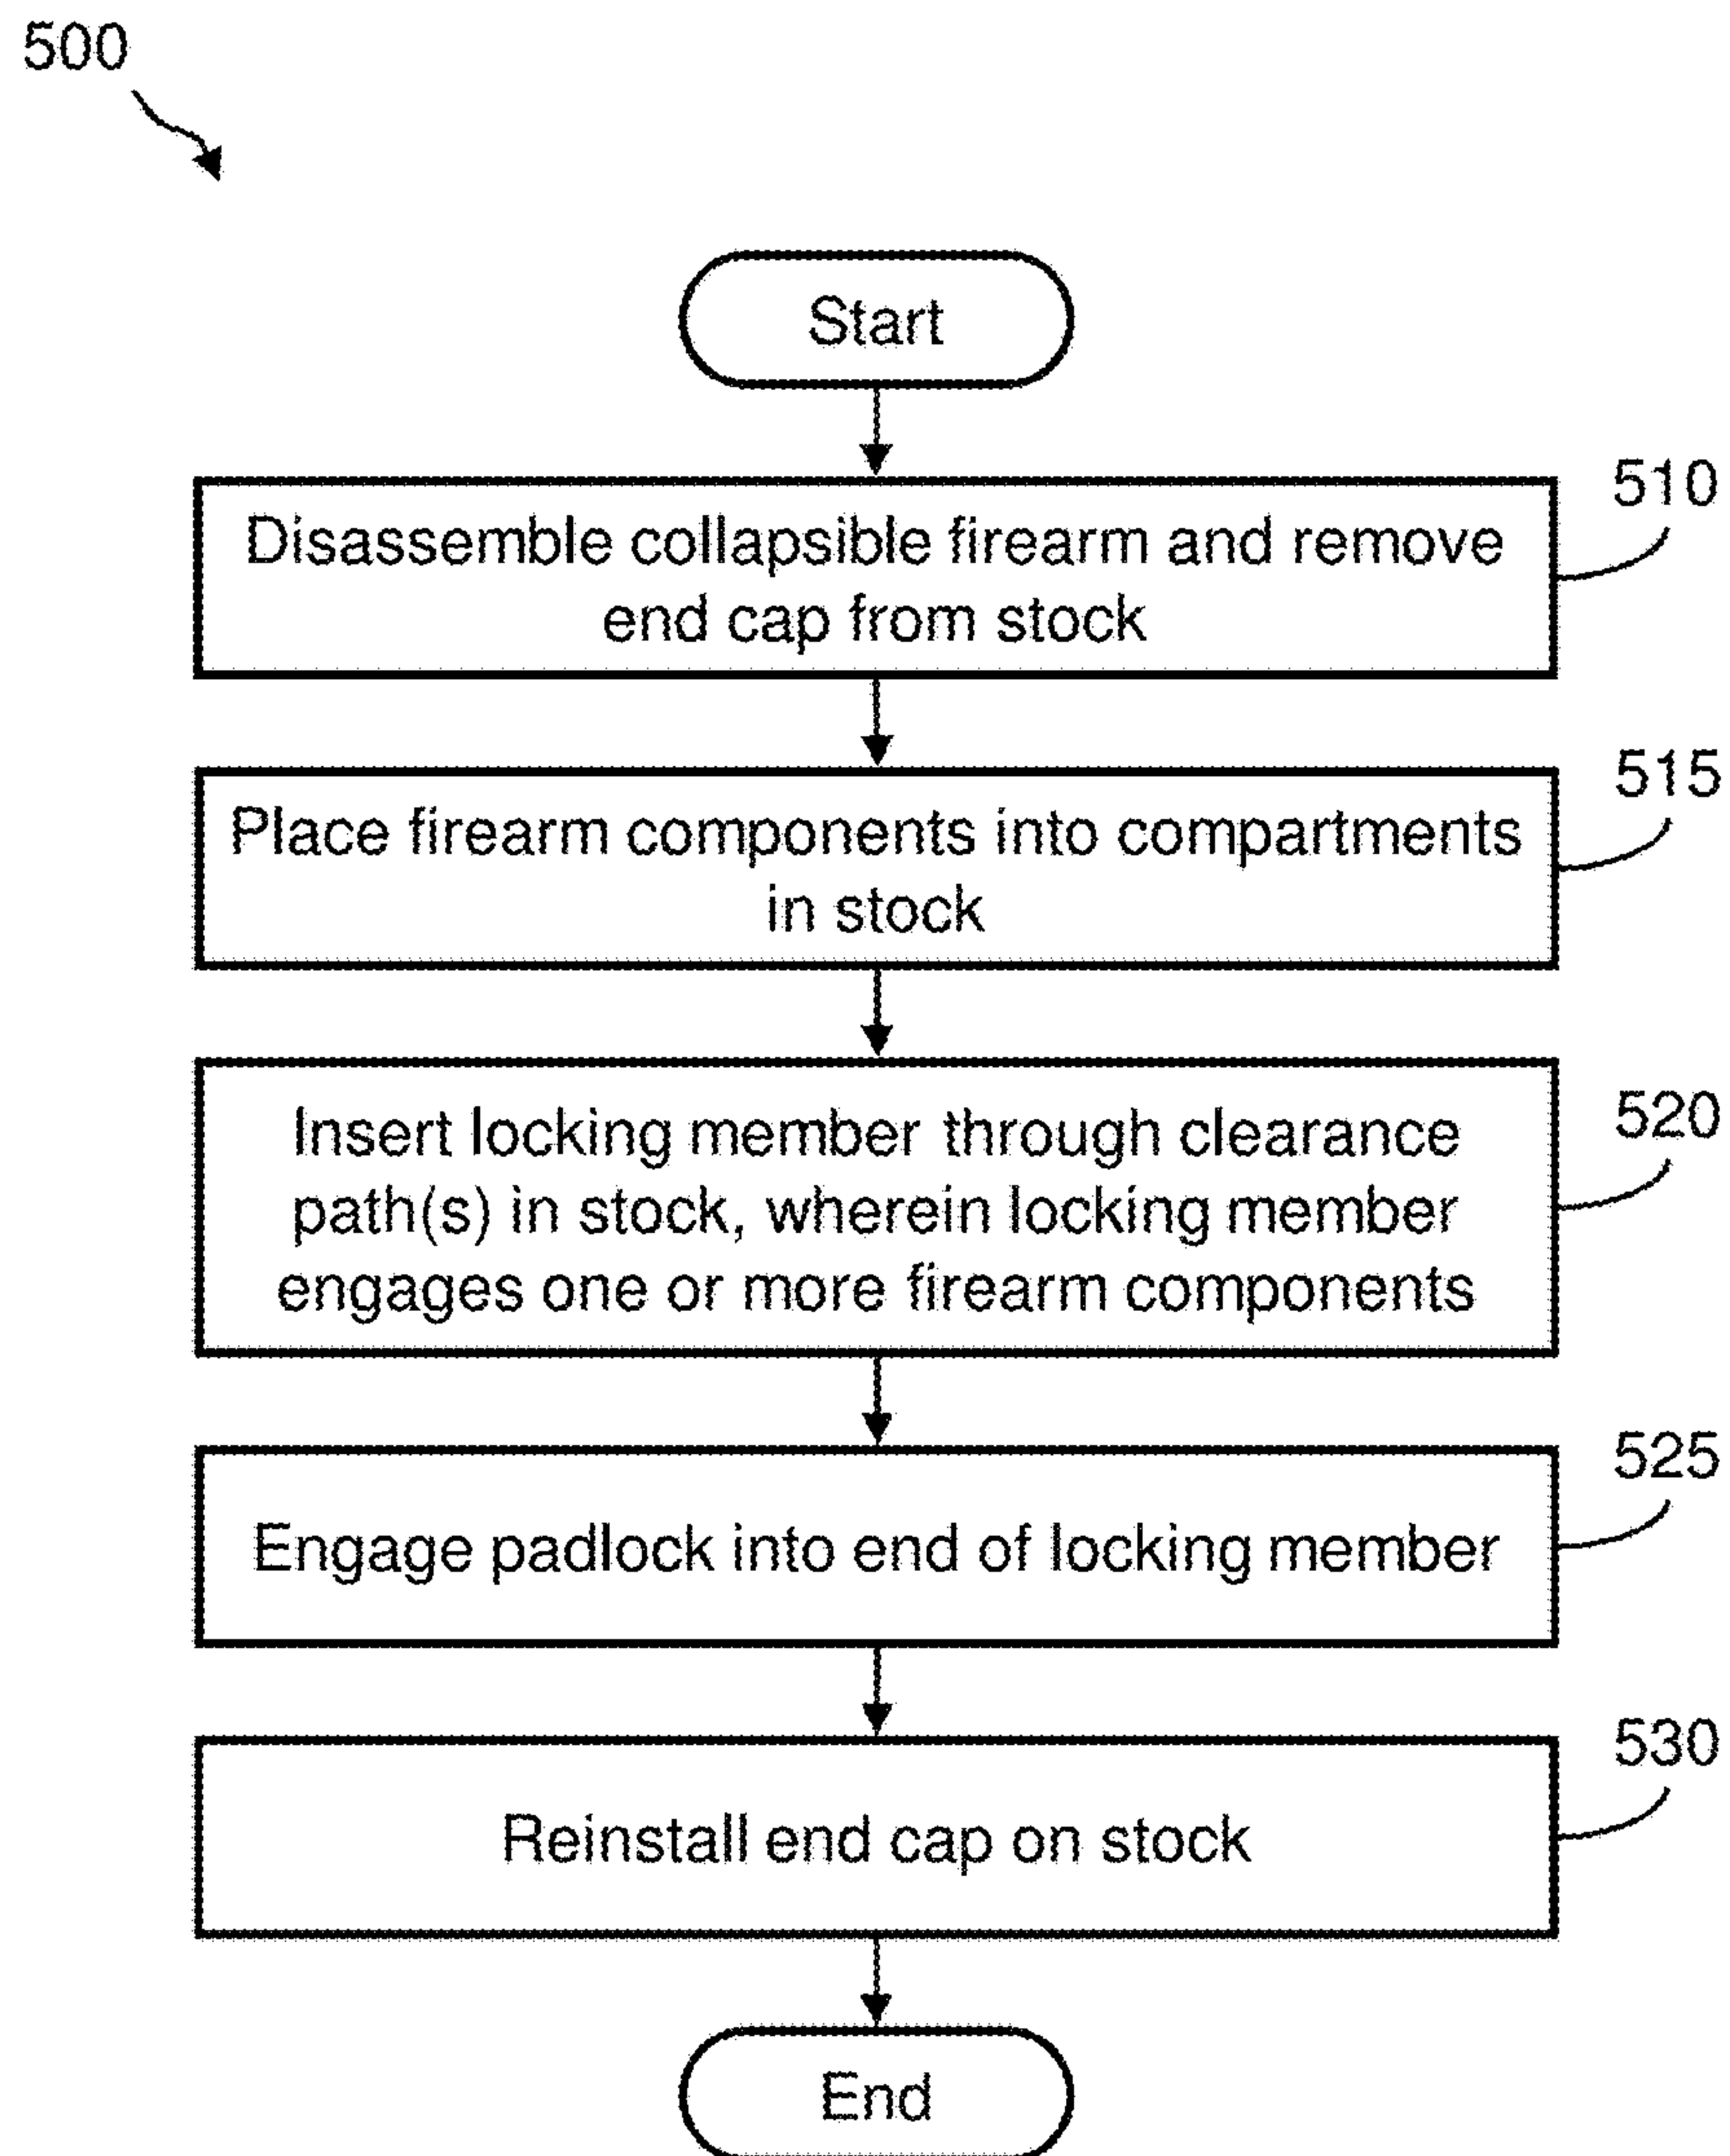 500
Start
510
Disassemble collapsible firearm and remove
end cap from stock
515
Place firearm components into compartments
in stock
520
Insert locking member through clearance
path(s) in stock, wherein locking member
engages one or more firearm components
525
Engage padlock into end of locking member
530
Reinstall end cap on stock
End